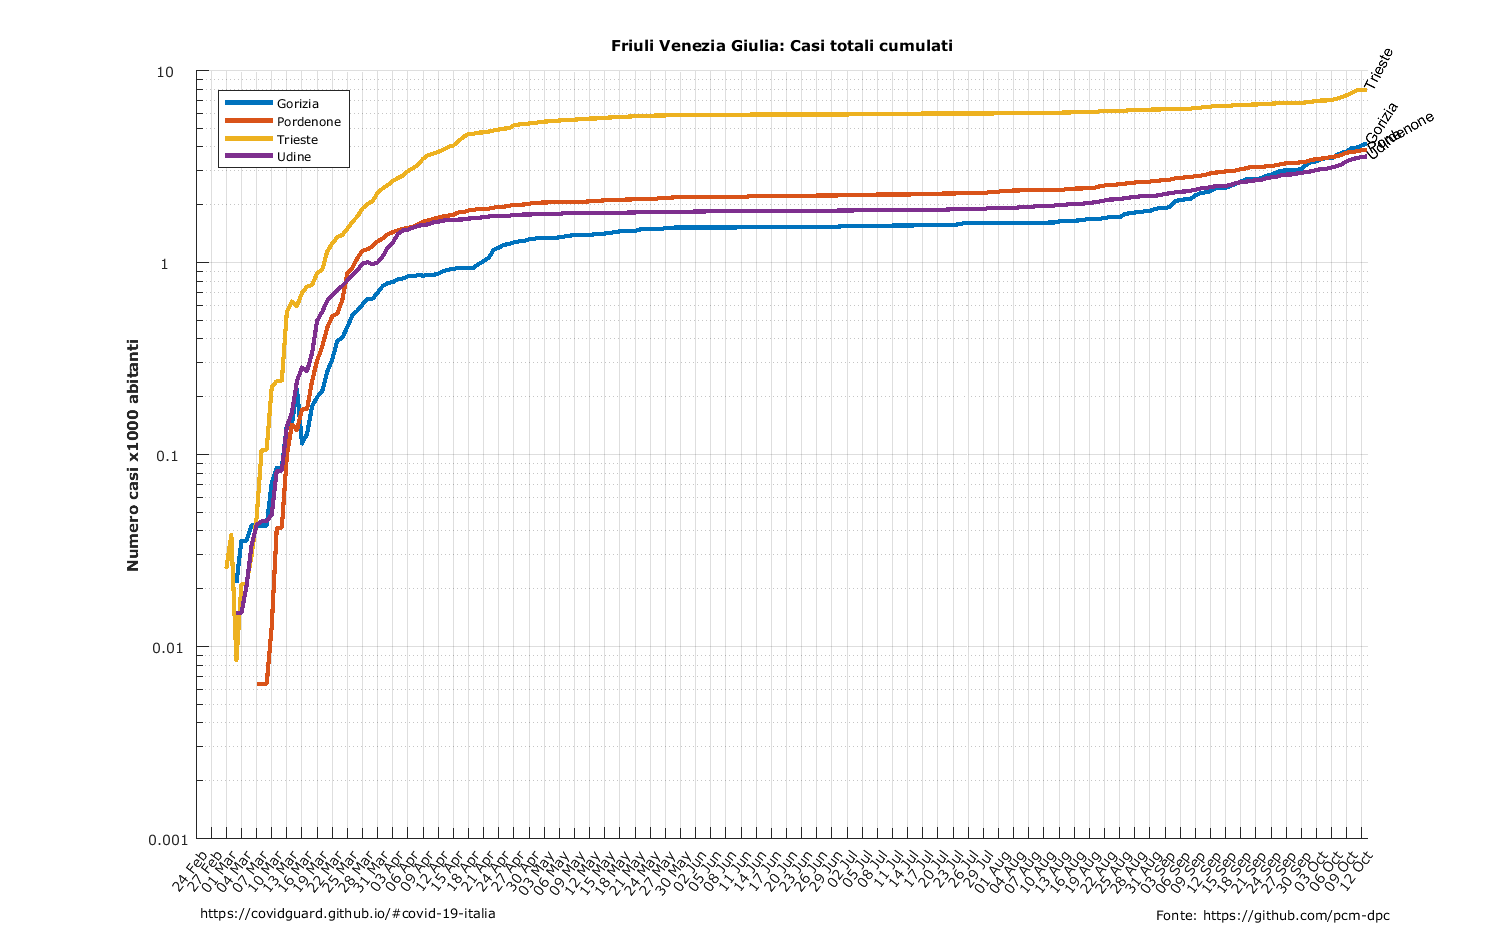 Friuli Venezia Giulia: Casi totali cumulati
10
1
0.1
0.01
0.001
Numero casi x1000 abitanti
Gorizia
Pordenone
Trieste
Udine
Trieste
Gorizia
Pordenone
Udine
24 Feb
27 Feb
01 Mar
04 Mar
07 Mar
10 Mar
13 Mar
16 Mar
19 Mar
22 Mar
25 Mar
28 Mar
31 Mar
03 Apr
06 Apr
09 Apr
12 Apr
15 Apr
18 Apr
21 Apr
24 Apr
27 Apr
30 Apr
03 May
06 May
09 May
12 May
15 May
18 May
21 May
24 May
27 May
30 May
02 Jun
05 Jun
08 Jun
11 Jun
14 Jun
17 Jun
20 Jun
23 Jun
26 Jun
29 Jun
02 Jul
05 Jul
08 Jul
11 Jul
14 Jul
17 Jul
20 Jul
23 Jul
26 Jul
29 Jul
01 Aug
04 Aug
07 Aug
10 Aug
13 Aug
16 Aug
19 Aug
22 Aug
25 Aug
28 Aug
31 Aug
03 Sep
06 Sep
09 Sep
12 Sep
15 Sep
18 Sep
21 Sep
24 Sep
27 Sep
30 Sep
03 Oct
06 Oct
09 Oct
12 Oct
https://covidguard.github.io/#covid-19-italia
Fonte: https://github.com/pcm-dpc